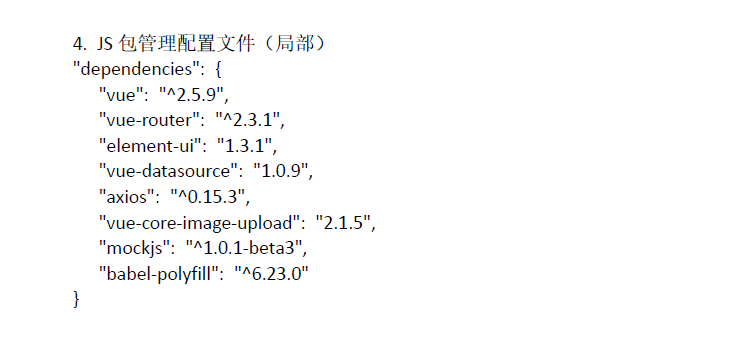 4. JS 包管理配置文件（局部）
"dependencies": {
"vue": "^2.5.9",
"vue-router": "^2.3.1",
"element-ui": "1.3.1",
"vue-datasource": "1.0.9",
"axios": "^0.15.3",
"vue-core-image-upload": "2.1.5",
"mockjs": "^1.0.1-beta3",
"babel-polyfill": "^6.23.0"
}